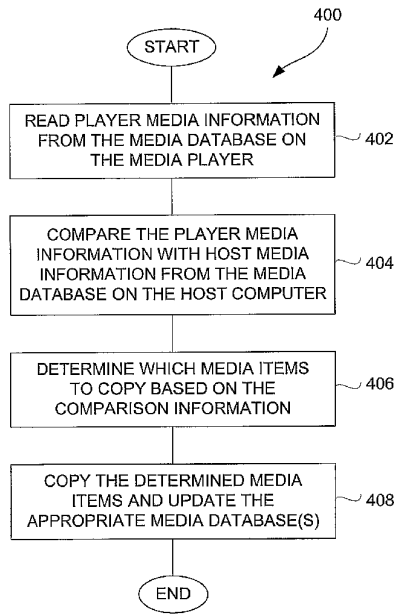 400
START
READ PLAYER MEDIA INFORMATION
FROM THE MEDIA DATABASE ON
THE MEDIA PLAYER
402
COMPARE THE PLAYER MEDIA
INFORMATION WITH HOST MEDIA
INFORMATION FROM THE MEDIA
DATABASE ON THE HOST COMPUTER
404
DETERMINE WHICH MEDIA ITEMS
TO COPY BASED ON THE
COMPARISON INFORMATION
406
COPY THE DETERMINED MEDIA
ITEMS AND UPDATE THE
APPROPRIATE MEDIA DATABASE(S)
408
END